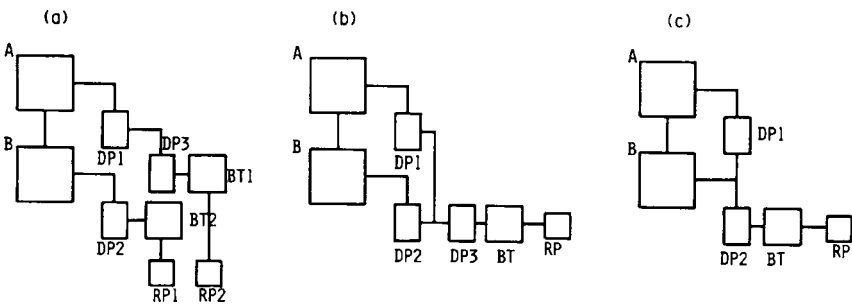 (a)
A
B
DP1
DP3
BT1
DP2
BT2
RP1
RP2
(b)
A
B
DP1
DP2
DP3
BT
RP
(c)
A
B
DP1
DP2
BT
RP